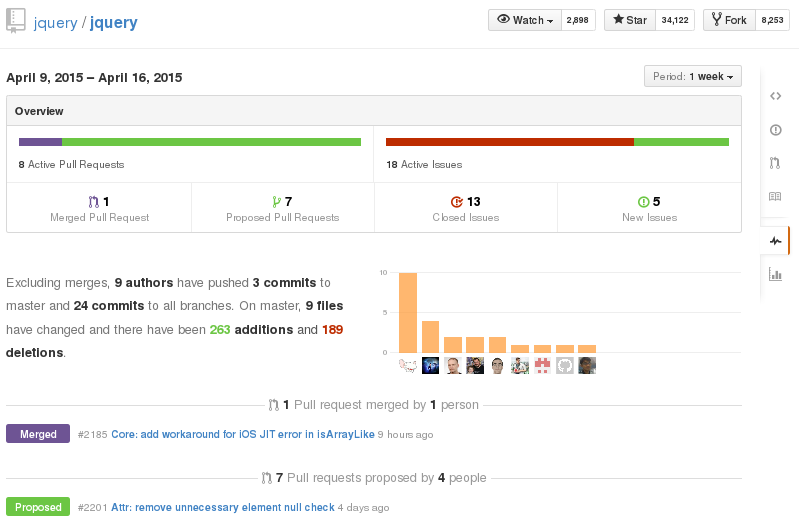 jquery / jquery
Watch 2,898 Star 34,122 Fork 8,253
April 9, 2015 – April 16, 2015
Period: 1 week
Overview
8 Active Pull Requests
18 Active Issues
1
Merged Pull Request
7
Proposed Pull Requests
13
Closed Issues
5
New Issues
Excluding merges, 9 authors have pushed 3 commits to
master and 24 commits to all branches. On master, 9 files
have changed and there have been 263 additions and 189
deletions.
10
5
0
1 Pull request merged by 1 person
Merged #2185 Core: add workaround for iOS JIT error in isArrayLike 9 hours ago
7 Pull requests proposed by 4 people
Proposed #2201 Attr: remove unnecessary element null check 4 days ago